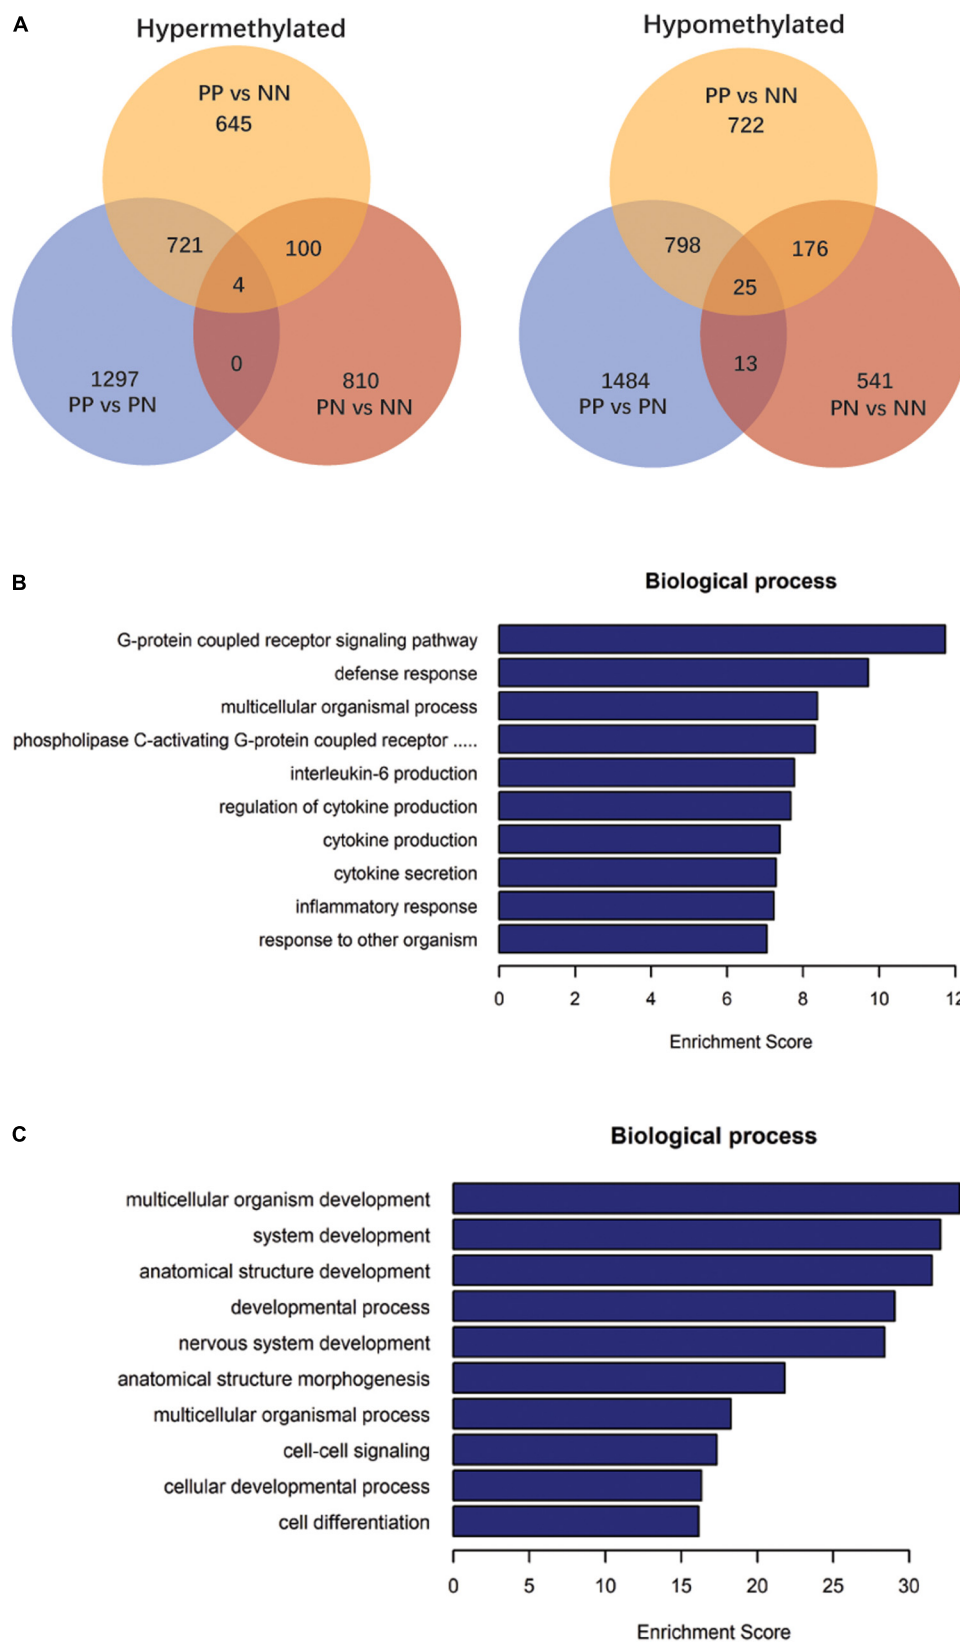 A
Hypermethylated
Hypomethylated
PP vs NN
645
721
100
4
0
1297
PP vs PN
810
PN vs NN
PP vs NN
722
798
176
25
13
1484
PP vs PN
541
PN vs NN
B
Biological process
G-protein coupled receptor signaling pathway
defense response
multicellular organismal process
phospholipase C-activating G-protein coupled receptor .....
interleukin-6 production
regulation of cytokine production
cytokine production
cytokine secretion
inflammatory response
response to other organism
0 2 4 6 8 10 12
Enrichment Score
C
Biological process
multicellular organism development
system development
anatomical structure development
developmental process
nervous system development
anatomical structure morphogenesis
multicellular organismal process
cell-cell signaling
cellular developmental process
cell differentiation
0 5 10 15 20 25 30
Enrichment Score